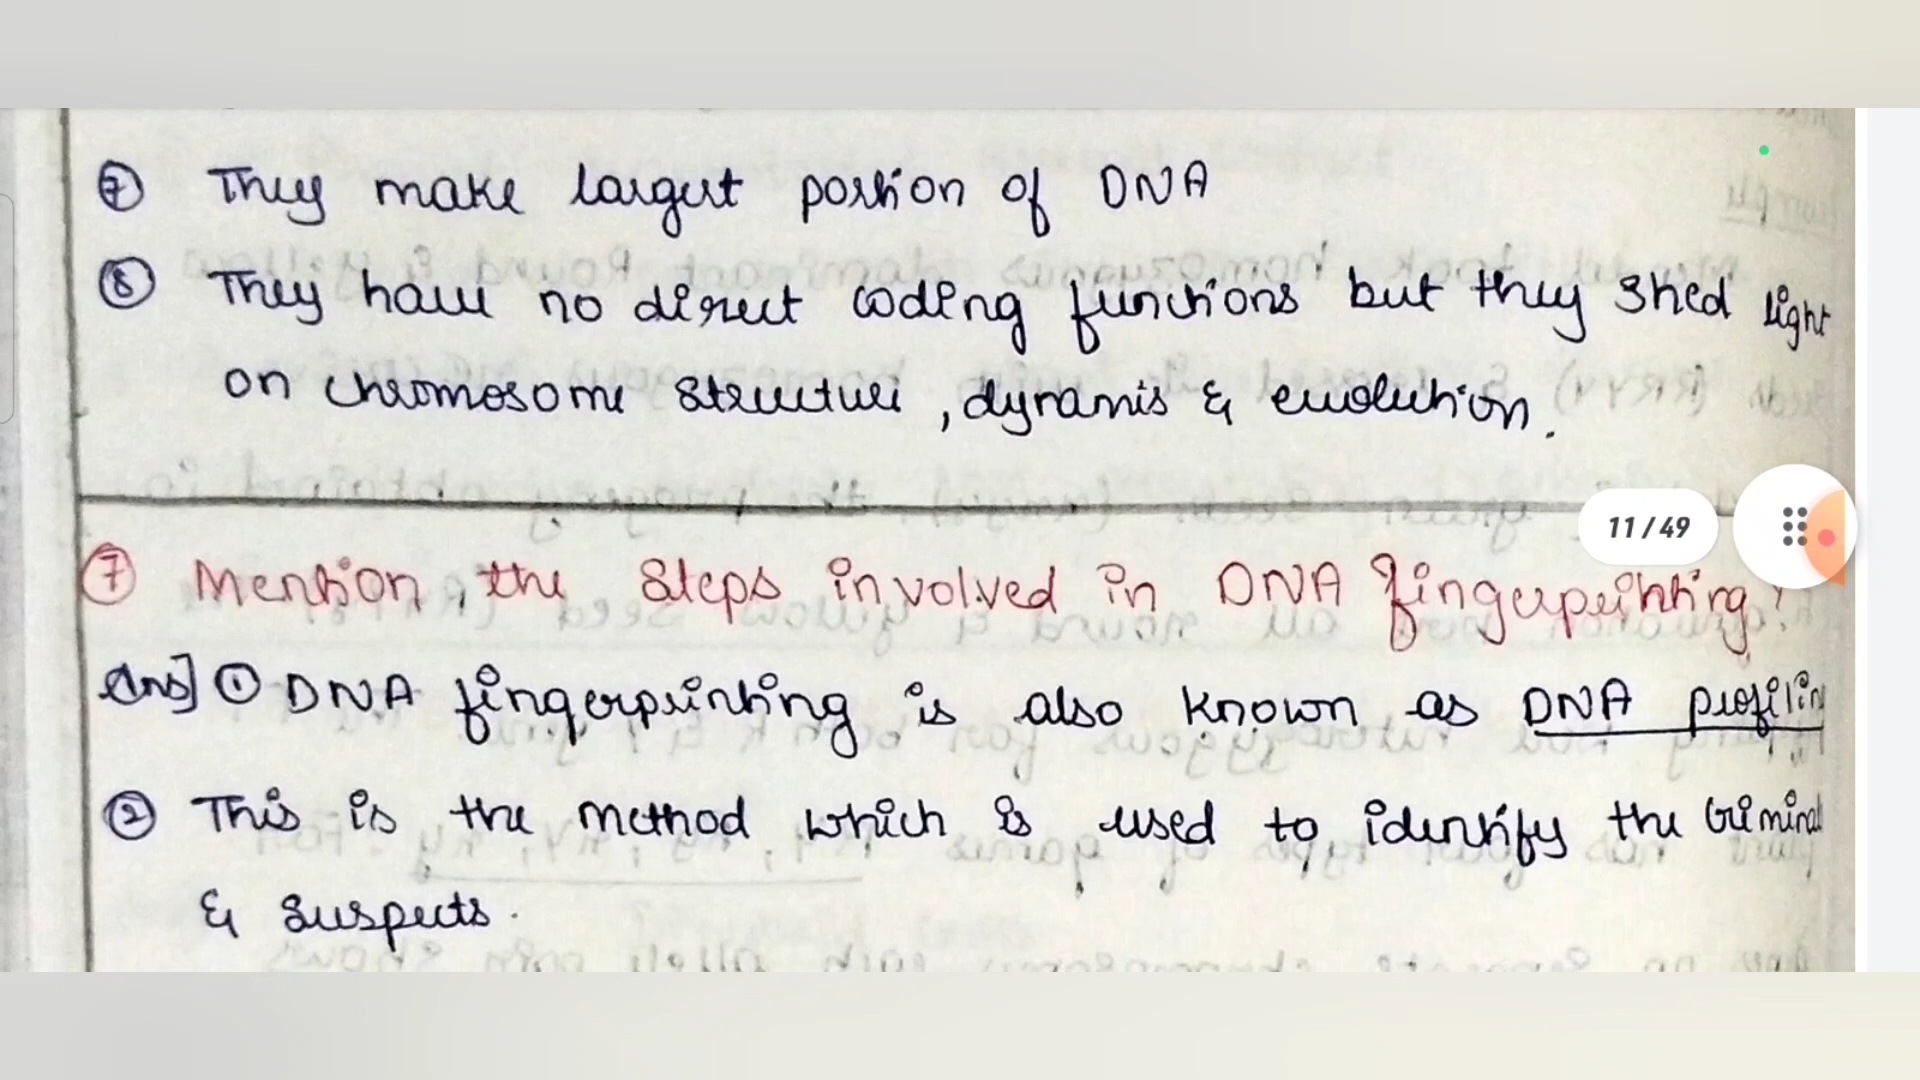 ⑦ They make largest portion of DNA
⑧ They have no direct coding functions but they shed light
on chromosome structure, dynamis & evolution.
11/49
⑦ Mention the steps involved in DNA fingerprinting?
Ans] ① DNA fingerprinting is also known as DNA profilin
② This is the method which is used to identify the criminal
& suspects.